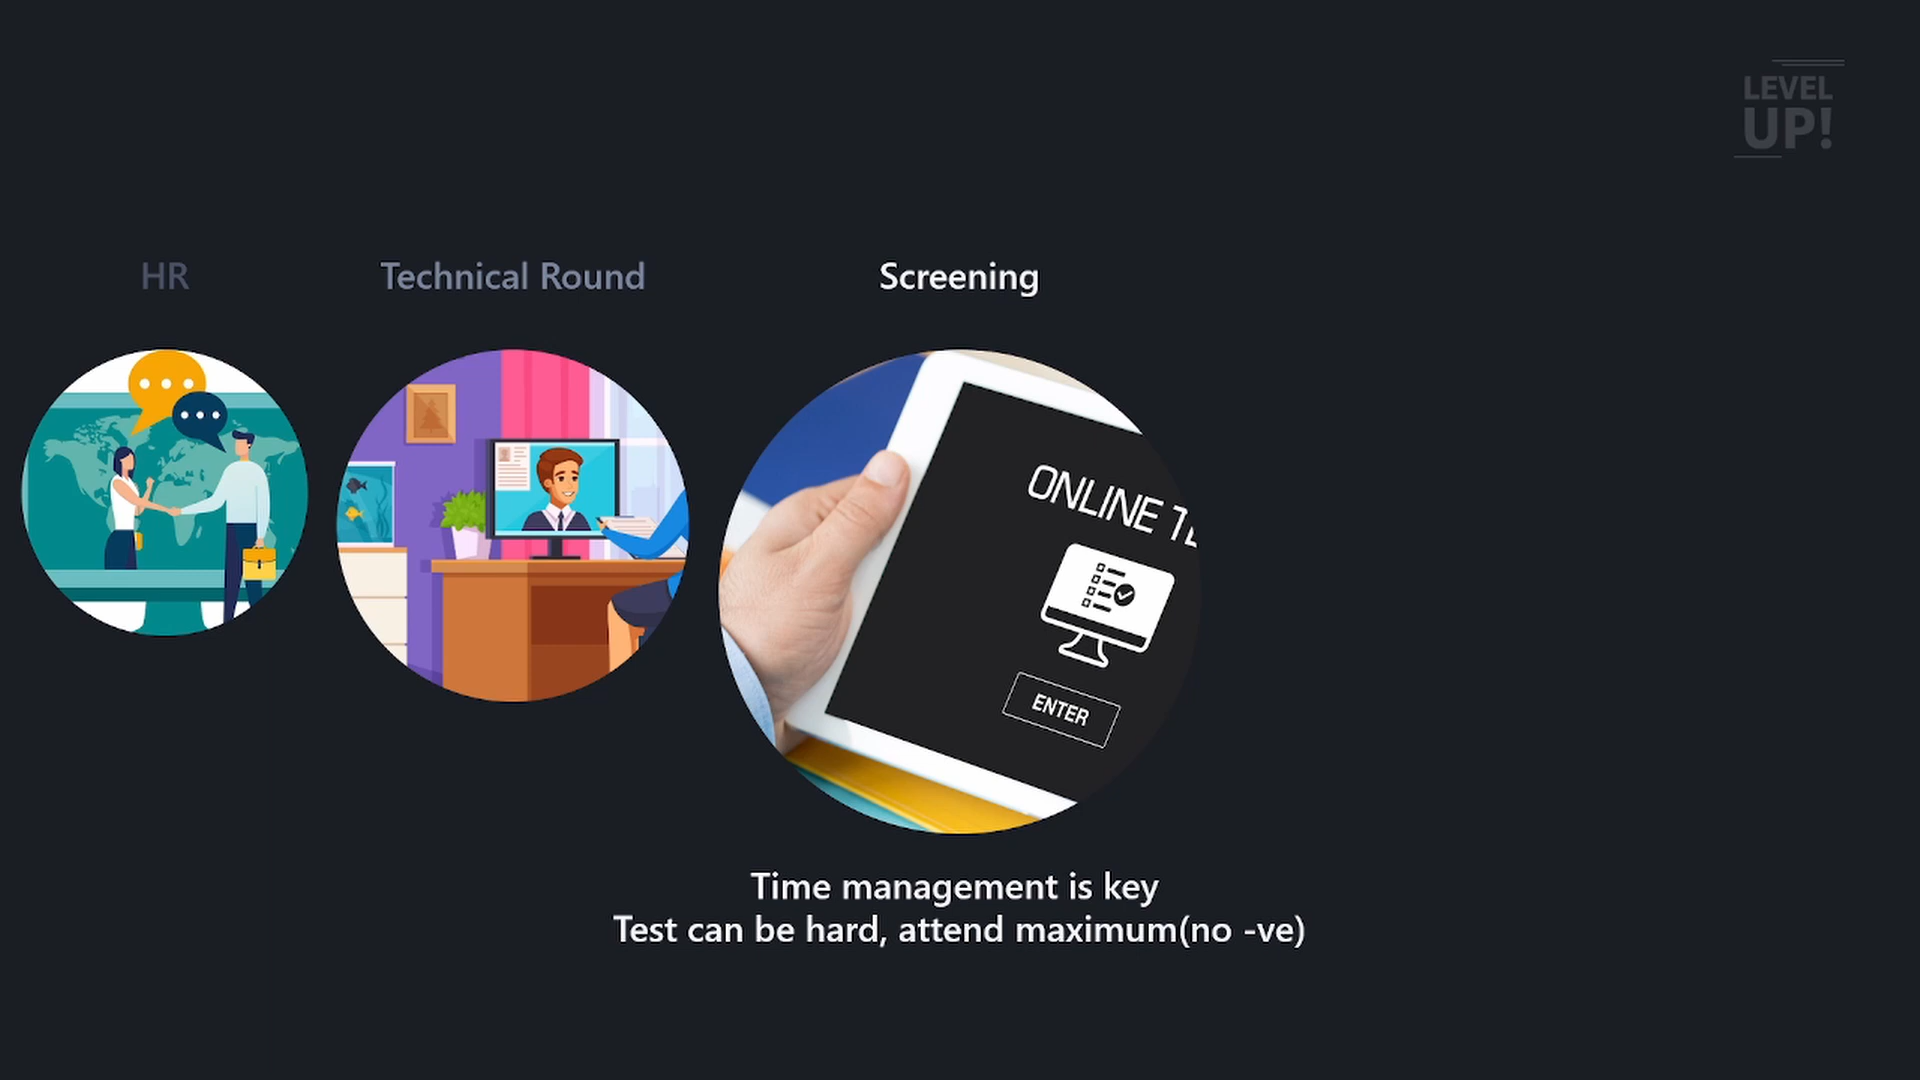 LEVEL
UP!
HR
Technical Round
Screening
ONLINE
ENTER
Time management is key
Test can be hard, attend maximum(no -ve)